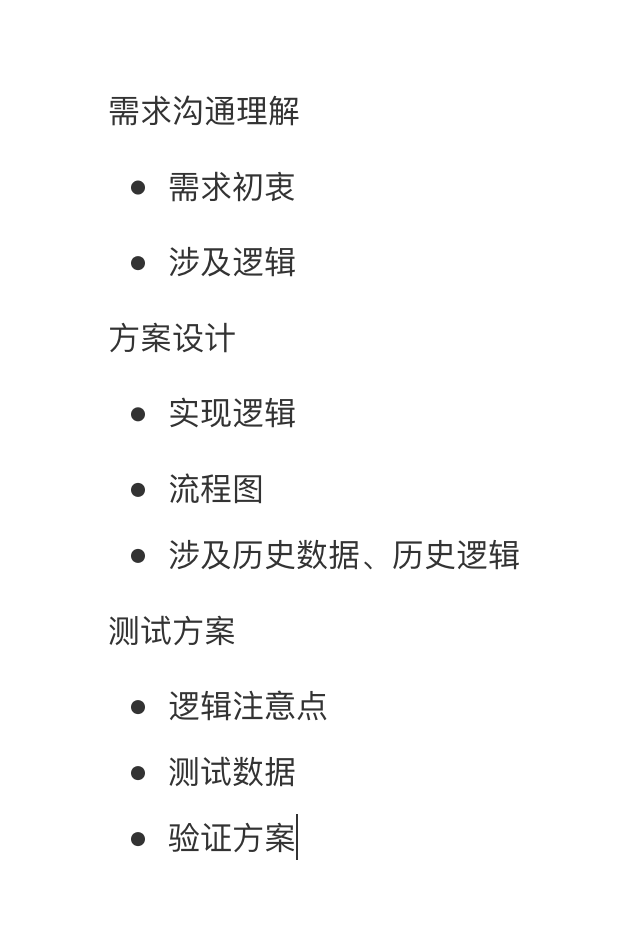 需求沟通理解
● 需求初衷
● 涉及逻辑
方案设计
● 实现逻辑
● 流程图
● 涉及历史数据、历史逻辑
测试方案
● 逻辑注意点
● 测试数据
● 验证方案